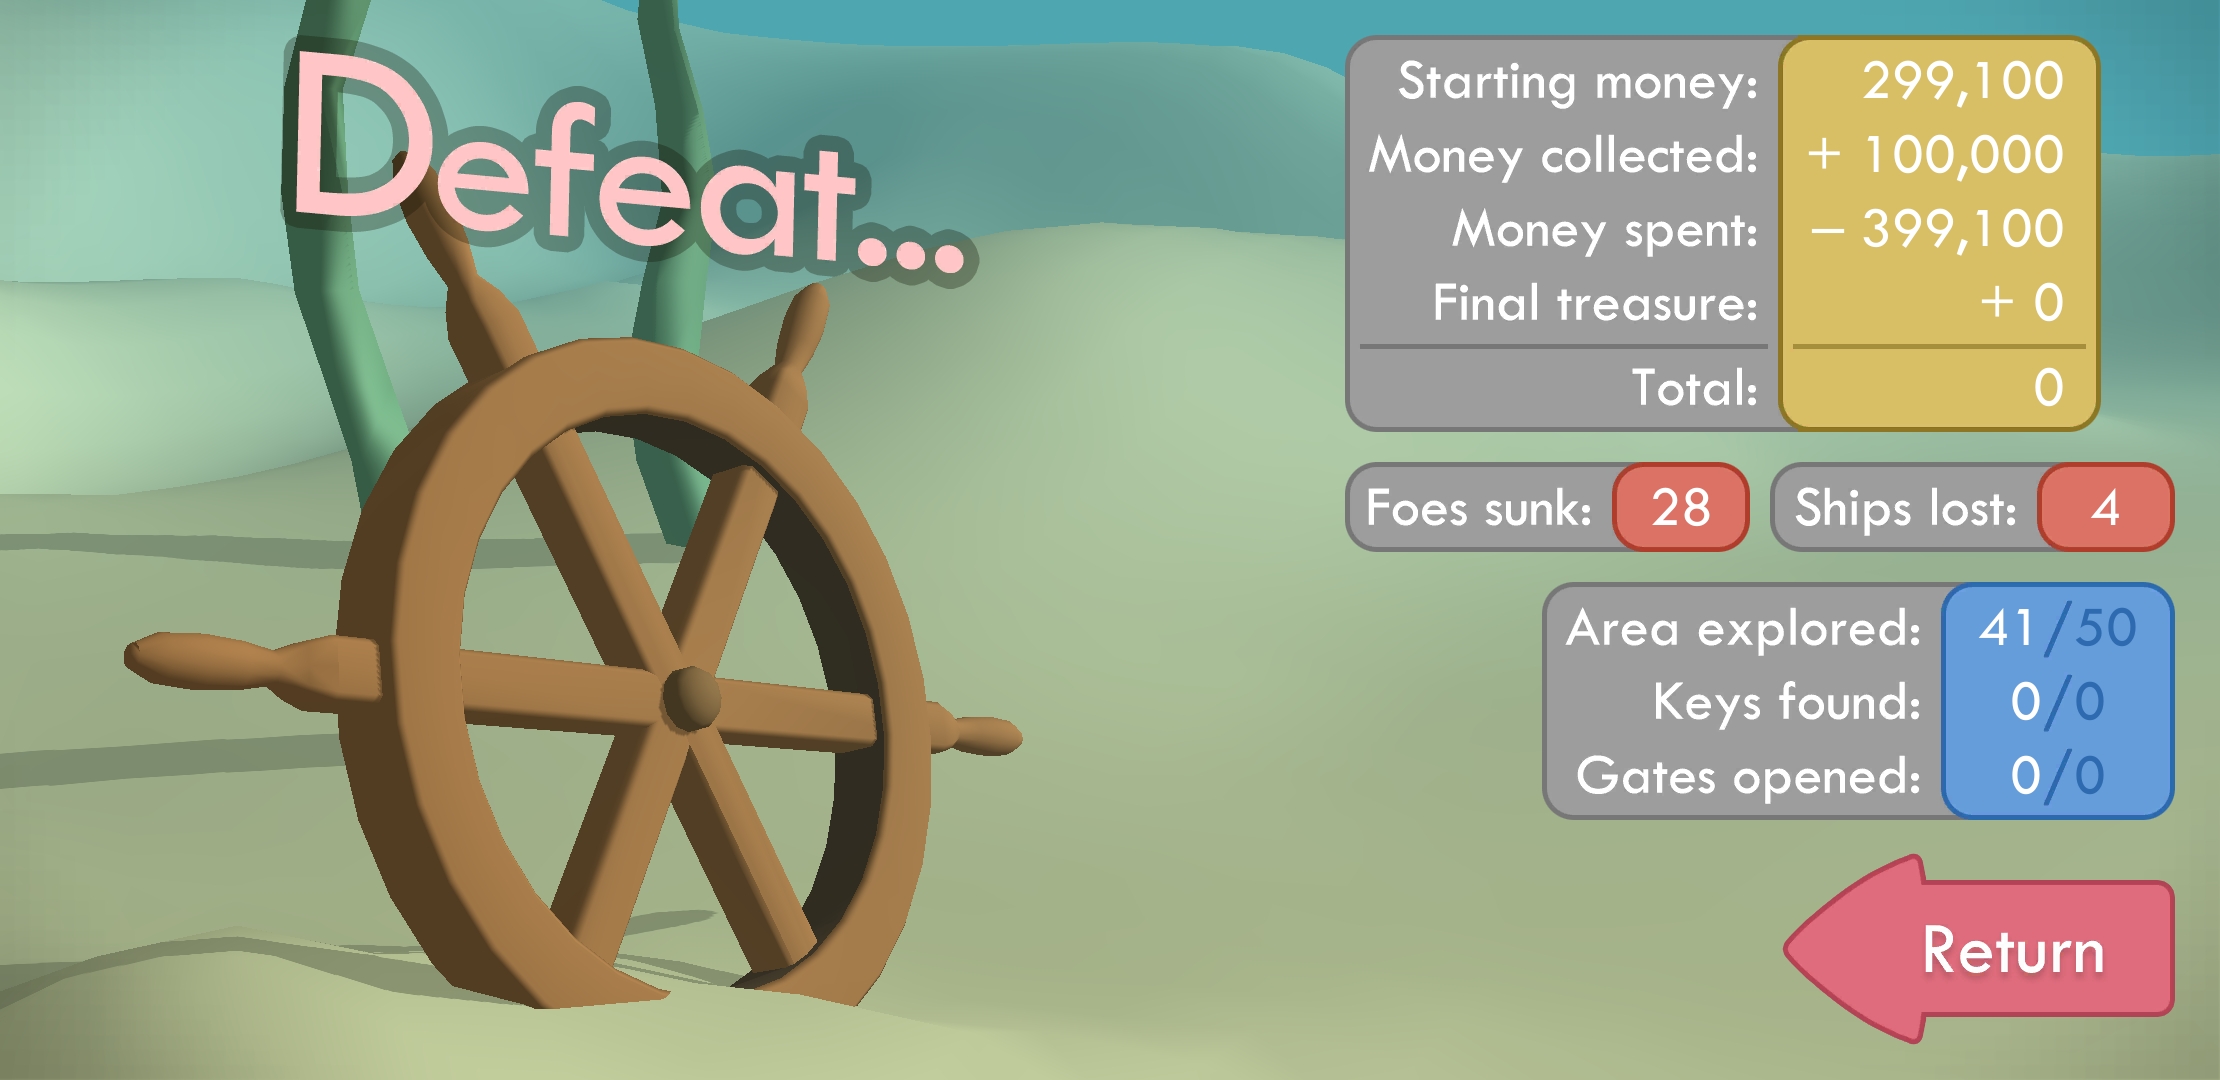 Defeat...
Starting money: 299,100
Money collected: + 100,000
Money spent: – 399,100
Final treasure: + 0
Total: 0
Foes sunk: 28 Ships lost: 4
Area explored: 41/50
Keys found: 0/0
Gates opened: 0/0
Return